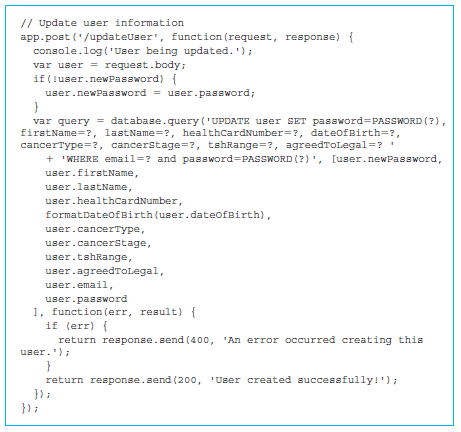 // Update user information
app.post('/updateUser', function(request, response) {
  console.log('User being updated.');
  var user = request.body;
  if(!user.newPassword) {
    user.newPassword = user.password;
  }
  var query = database.query('UPDATE user SET password=PASSWORD(?),
firstName=?, lastName=?, healthCardNumber=?, dateOfBirth=?,
cancerType=?, cancerStage=?, tshRange=?, agreedToLegal=? '
    + 'WHERE email=? and password=PASSWORD(?)', [user.newPassword,
    user.firstName,
    user.lastName,
    user.healthCardNumber,
    formatDateOfBirth(user.dateOfBirth),
    user.cancerType,
    user.cancerStage,
    user.tshRange,
    user.agreedToLegal,
    user.email,
    user.password
  ], function(err, result) {
    if (err) {
      return response.send(400, 'An error occurred creating this
user.');
    }
    return response.send(200, 'User created successfully!');
  });
});